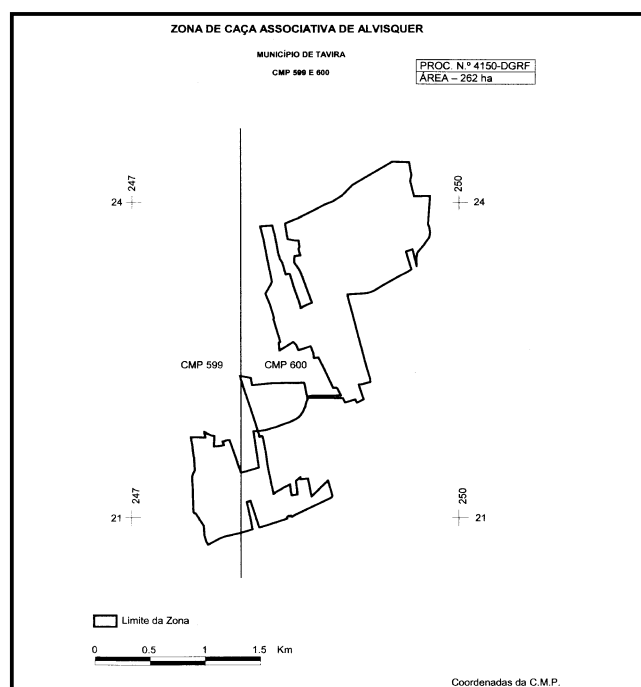 ZONA DE CAÇA ASSOCIATIVA DE ALVISQUER
MUNICÍPIO DE TAVIRA
CMP 599 E 600
PROC. N.º 4150-DGRF
ÁREA – 262 ha
247
250
24
24
CMP 599
CMP 600
247
250
21
21
Limite da Zona
0 0.5 1 1.5 Km
Coordenadas da C.M.P.